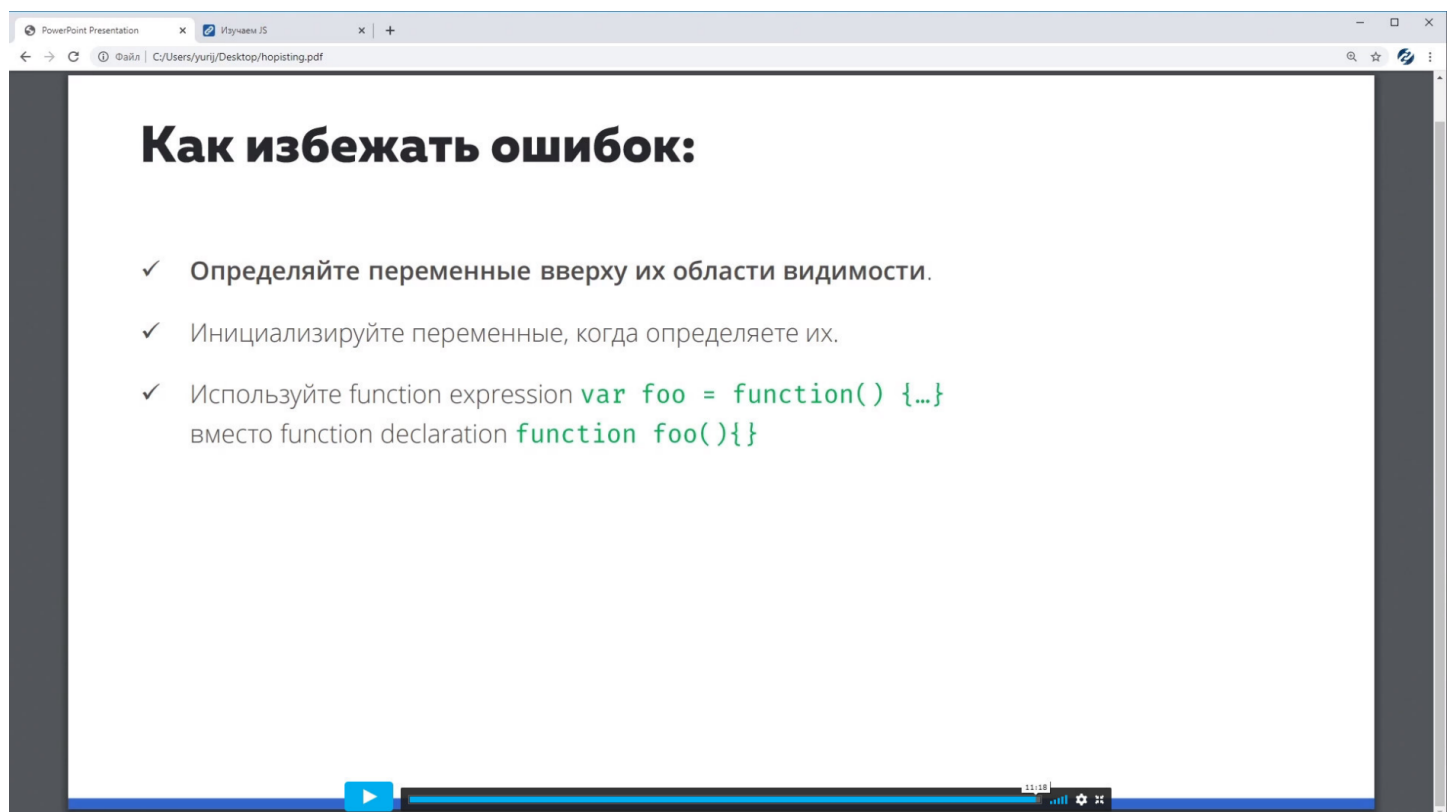 PowerPoint Presentation
Изучаем JS
Файл
C:/Users/yurij/Desktop/hopisting.pdf
Как избежать ошибок:
✓ Определяйте переменные вверху их области видимости.
✓ Инициализируйте переменные, когда определяете их.
✓ Используйте function expression var foo = function() {…}
вместо function declaration function foo(){}
11:18